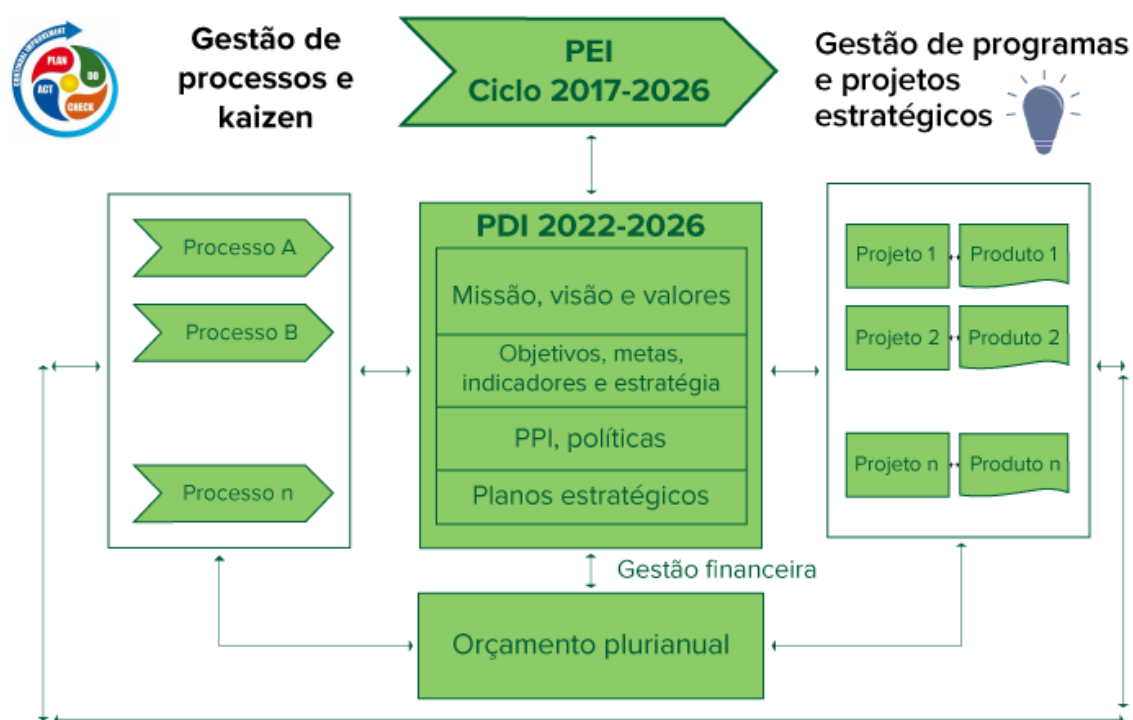 CONTINUAL IMPROVEMENT
PLAN
DO
ACT
CHECK
Gestão de
processos e
kaizen
PEI
Ciclo 2017-2026
Gestão de programas
e projetos
estratégicos
Processo A
Processo B
Processo n
PDI 2022-2026
Missão, visão e valores
Objetivos, metas,
indicadores e estratégia
PPI, políticas
Planos estratégicos
Projeto 1
Produto 1
Projeto 2
Produto 2
Projeto n
Produto n
Gestão financeira
Orçamento plurianual